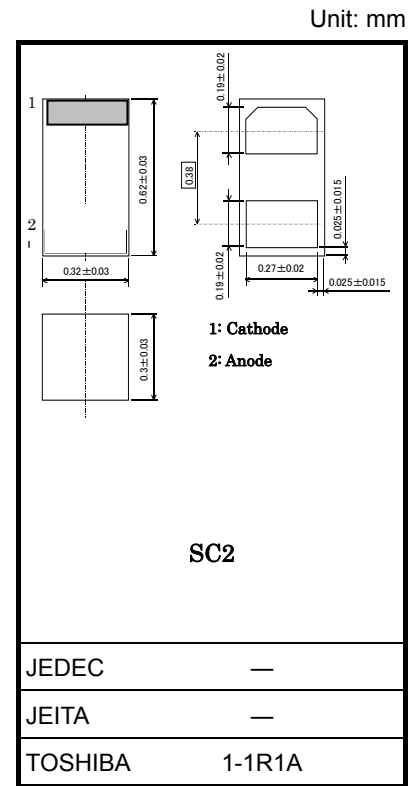 Unit: mm
1
2
0.62±0.03
0.32±0.03
0.3±0.03
0.19±0.02
0.38
0.19±0.02
0.27±0.02
0.025±0.015
0.025±0.015
1: Cathode
2: Anode
SC2
JEDEC —
JEITA —
TOSHIBA 1-1R1A